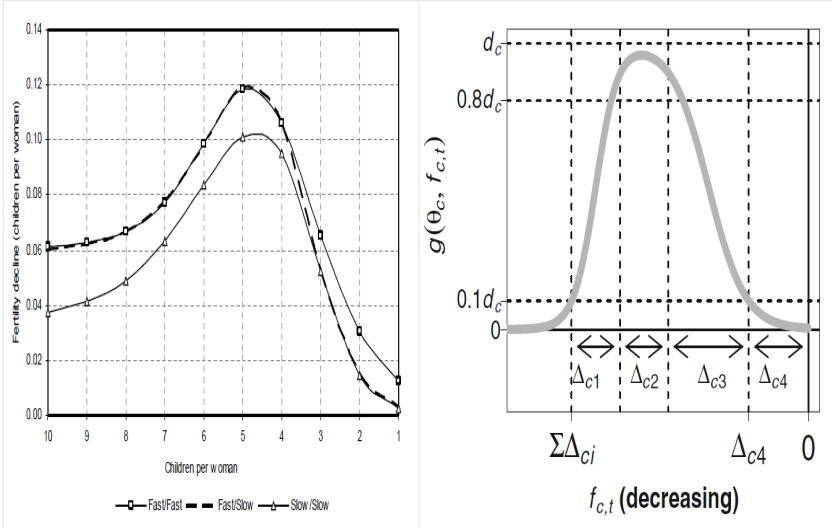 0.14
0.12
0.10
0.08
0.06
0.04
0.02
0.00
Fertility decline (children per woman)
10 9 8 7 6 5 4 3 2 1
Children per woman
Fast/Fast Fast/Slow Slow/Slow
d_c
0.8d_c
0.1d_c
0
g(θ_c, f_c,t)
Δ_c1 Δ_c2 Δ_c3 Δ_c4
ΣΔ_ci Δ_c4 0
f_c,t (decreasing)